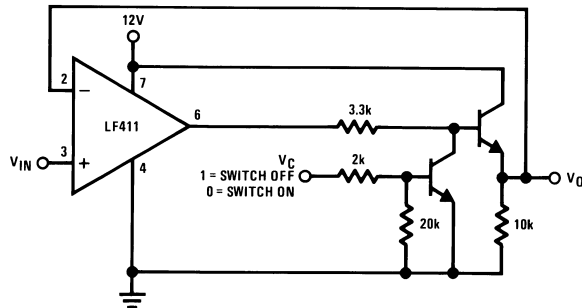 12V
2
−
7
LF411
6
3.3k
V_IN
3
+
4
V_C
1 = SWITCH OFF
0 = SWITCH ON
2k
V_O
20k
10k